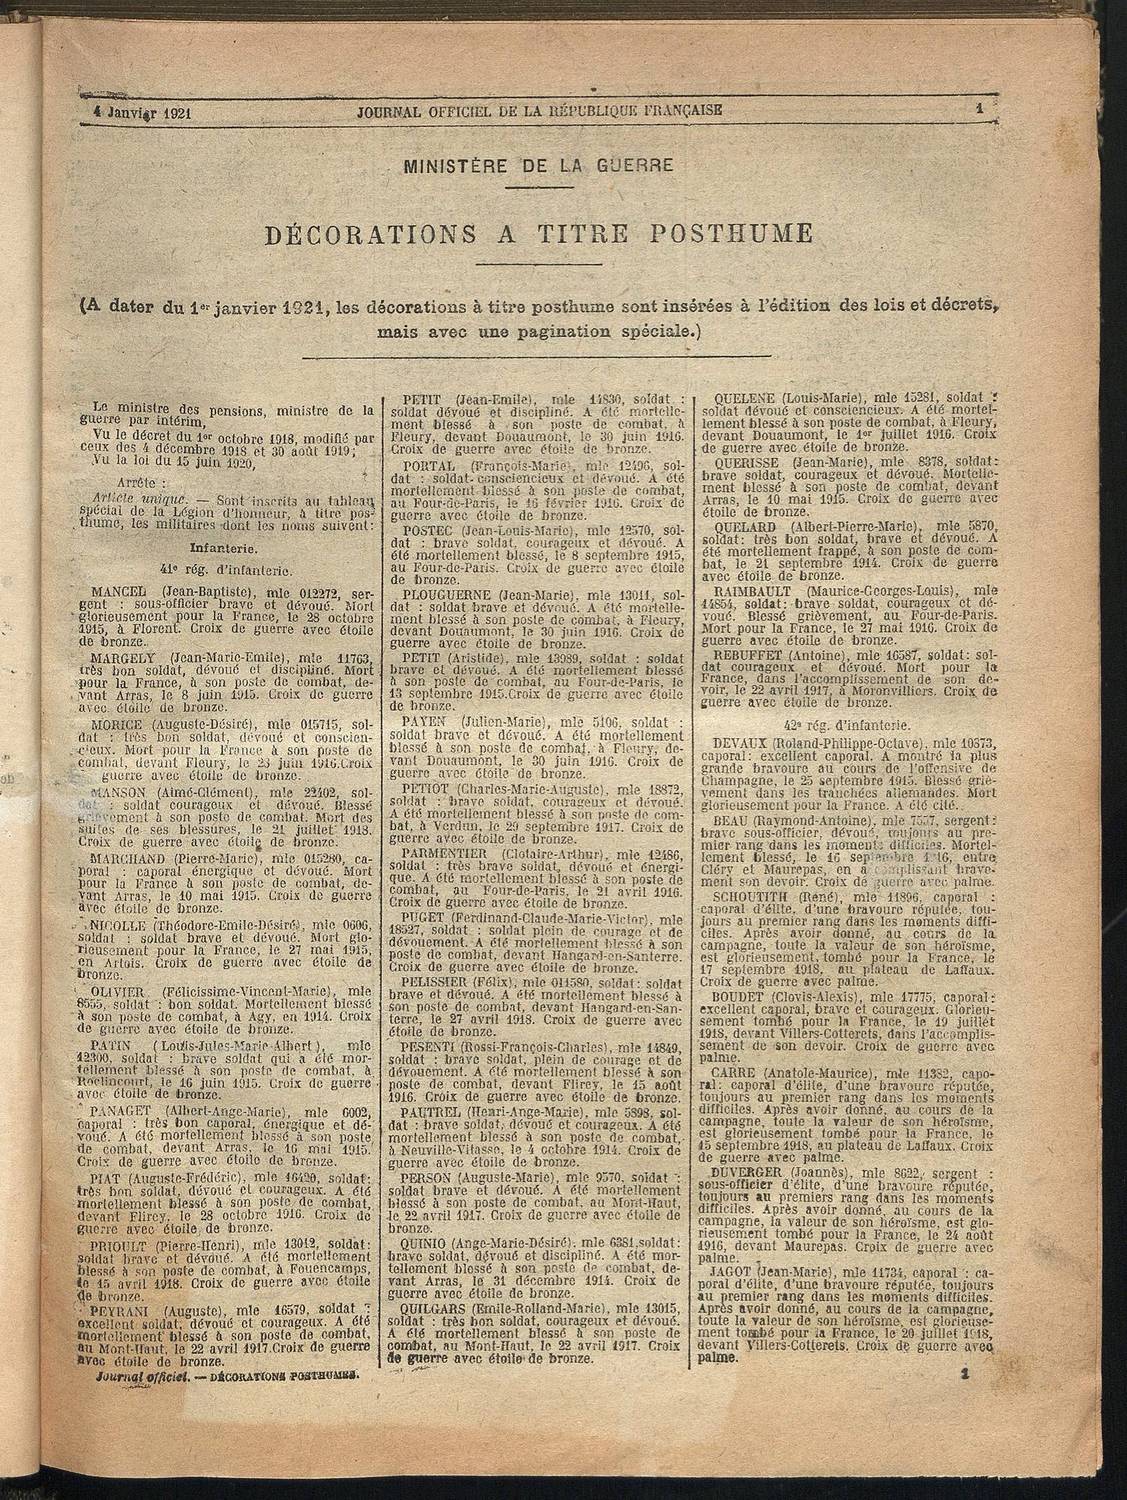 4 Janvier 1921
JOURNAL OFFICIEL DE LA RÉPUBLIQUE FRANÇAISE
1
MINISTÈRE DE LA GUERRE
DÉCORATIONS A TITRE POSTHUME
(A dater du 1er janvier 1921, les décorations à titre posthume sont insérées à l'édition des lois et décrets,
mais avec une pagination spéciale.)
Le ministre des pensions, ministre de la
guerre par intérim,
Vu le décret du 1er octobre 1918, modifié par
ceux des 4 décembre 1918 et 30 août 1919;
Vu la loi du 15 juin 1920,
Arrête :
Article unique. — Sont inscrits au tableau
spécial de la Légion d'honneur, à titre pos-
thume, les militaires dont les noms suivent:
Infanterie.
41e rég. d'infanterie.
MANCEL (Jean-Baptiste), mle 012272, ser-
gent : sous-officier brave et dévoué. Mort
glorieusement pour la France, le 28 octobre
1915, à Florent. Croix de guerre avec étoile
de bronze.
MARGELY (Jean-Marie-Emile), mle 11763,
très bon soldat, dévoué et discipliné. Mort
pour la France, à son poste de combat, de-
vant Arras, le 8 juin 1915. Croix de guerre
avec étoile de bronze.
MORICE (Auguste-Désiré), mle 015715, sol-
dat : très bon soldat, dévoué et conscien-
cieux. Mort pour la France à son poste de
combat, devant Fleury, le 23 juin 1916.Croix
guerre avec étoile de bronze.
MANSON (Aimé-Clément), mle 22402, sol-
dat : soldat courageux et dévoué. Blessé
grièvement à son poste de combat. Mort des
suites de ses blessures, le 21 juillet 1918.
Croix de guerre avec étoile de bronze.
MARCHAND (Pierre-Marie), mle 015280, ca-
poral : caporal énergique et dévoué. Mort
pour la France à son poste de combat, de-
vant Arras, le 10 mai 1915. Croix de guerre
avec étoile de bronze.
NICOLLE (Théodore-Emile-Désiré), mle 0606,
soldat : soldat brave et dévoué. Mort glo-
rieusement pour la France, le 27 mai 1915,
en Artois. Croix de guerre avec étoile de
bronze.
OLIVIER (Félicissime-Vincent-Marie), mle
8555, soldat : bon soldat. Mortellement blessé
à son poste de combat, à Agy, en 1914. Croix
de guerre avec étoile de bronze.
PATIN (Louis-Jules-Marie-Albert), mle
12300, soldat : brave soldat qui a été mor-
tellement blessé à son poste de combat, à
Roclincourt, le 16 juin 1915. Croix de guerre
avec étoile de bronze.
PANAGET (Albert-Ange-Marie), mle 6002,
caporal : très bon caporal, énergique et dé-
voué. A été mortellement blessé à son poste
de combat, devant Arras, le 16 mai 1915.
Croix de guerre avec étoile de bronze.
PIAT (Auguste-Frédéric), mle 16420, soldat:
très bon soldat, dévoué et courageux. A été
mortellement blessé à son poste de combat,
devant Flirey, le 28 octobre 1916. Croix de
guerre avec étoile de bronze.
PRIOULT (Pierre-Henri), mle 13012, soldat:
soldat brave et dévoué. A été mortellement
blessé à son poste de combat, à Fouencamps,
le 15 avril 1918. Croix de guerre avec étoile
de bronze.
PEYRANI (Auguste), mle 16579, soldat :
excellent soldat, dévoué et courageux. A été
mortellement blessé à son poste de combat,
au Mont-Haut, le 22 avril 1917.Croix de guerre
avec étoile de bronze.
PETIT (Jean-Emile), mle 14830, soldat :
soldat dévoué et discipliné. A été mortelle-
ment blessé à son poste de combat, à
Fleury, devant Douaumont, le 30 juin 1916.
Croix de guerre avec étoile de bronze.
PORTAL (François-Marie), mle 12496, sol-
dat : soldat consciencieux et dévoué. A été
mortellement blessé à son poste de combat,
au Four-de-Paris, le 15 février 1916. Croix de
guerre avec étoile de bronze.
POSTEC (Jean-Louis-Marie), mle 12570, sol-
dat : brave soldat, courageux et dévoué. A
été mortellement blessé, le 8 septembre 1915,
au Four-de-Paris. Croix de guerre avec étoile
de bronze.
PLOUGUERNE (Jean-Marie), mle 13011, sol-
dat : soldat brave et dévoué. A été mortelle-
ment blessé à son poste de combat, à Fleury,
devant Douaumont, le 30 juin 1916. Croix de
guerre avec étoile de bronze.
PETIT (Aristide), mle 13989, soldat : soldat
brave et dévoué. A été mortellement blessé
à son poste de combat, au Four-de-Paris, le
13 septembre 1915.Croix de guerre avec étoile
de bronze.
PAYEN (Julien-Marie), mle 5106, soldat :
soldat brave et dévoué. A été mortellement
blessé à son poste de combat, à Fleury, de-
vant Douaumont, le 30 juin 1916. Croix de
guerre avec étoile de bronze.
PETIOT (Charles-Marie-Auguste), mle 18872,
soldat : brave soldat, courageux et dévoué.
A été mortellement blessé à son poste de com-
bat, à Verdun, le 29 septembre 1917. Croix de
guerre avec étoile de bronze.
PARMENTIER (Clotaire-Arthur), mle 12486,
soldat : très brave soldat, dévoué et énergi-
que. A été mortellement blessé à son poste de
combat, au Four-de-Paris, le 21 avril 1916.
Croix de guerre avec étoile de bronze.
PUGET (Ferdinand-Claude-Marie-Victor), mle
18527, soldat : soldat plein de courage et de
dévouement. A été mortellement blessé à son
poste de combat, devant Hangard-en-Santerre.
Croix de guerre avec étoile de bronze.
PELISSIER (Félix), mle 011580, soldat: soldat
brave et dévoué. A été mortellement blessé à
son poste de combat, devant Hangard-en-San-
terre, le 27 avril 1918. Croix de guerre avec
étoile de bronze.
PESENTI (Rossi-François-Charles), mle 14849,
soldat : brave soldat, plein de courage et de
dévouement. A été mortellement blessé à son
poste de combat, devant Flirey, le 15 août
1916. Croix de guerre avec étoile de bronze.
PAUTREL (Henri-Ange-Marie), mle 5898, sol-
dat : brave soldat, dévoué et courageux. A été
mortellement blessé à son poste de combat,
à Neuville-Vitasse, le 4 octobre 1914. Croix de
guerre avec étoile de bronze.
PERSON (Auguste-Marie), mle 9570, soldat :
soldat brave et dévoué. A été mortellement
blessé à son poste de combat, au Mont-Haut,
le 22 avril 1917. Croix de guerre avec étoile de
bronze.
QUINIO (Ange-Marie-Désiré), mle 6381,soldat:
brave soldat, dévoué et discipliné. A été mor-
tellement blessé à son poste de combat, de-
vant Arras, le 31 décembre 1914. Croix de
guerre avec étoile de bronze.
QUILGARS (Emile-Rolland-Marie), mle 13015,
soldat : très bon soldat, courageux et dévoué.
A été mortellement blessé à son poste de
combat, au Mont-Haut, le 22 avril 1917. Croix
de guerre avec étoile de bronze.
QUELENE (Louis-Marie), mle 15281, soldat :
soldat dévoué et consciencieux. A été mortel-
lement blessé à son poste de combat, à Fleury,
devant Douaumont, le 1er juillet 1916. Croix
de guerre avec étoile de bronze.
QUERISSE (Jean-Marie), mle 8378, soldat:
brave soldat, courageux et dévoué. Mortelle-
ment blessé à son poste de combat, devant
Arras, le 10 mai 1915. Croix de guerre avec
étoile de bronze.
QUELARD (Albert-Pierre-Marie), mle 5870,
soldat: très bon soldat, brave et dévoué. A
été mortellement frappé, à son poste de com-
bat, le 21 septembre 1914. Croix de guerre
avec étoile de bronze.
RAIMBAULT (Maurice-Georges-Louis), mle
14854, soldat: brave soldat, courageux et dé-
voué. Blessé grièvement, au Four-de-Paris.
Mort pour la France, le 27 mai 1916. Croix de
guerre avec étoile de bronze.
REBUFFET (Antoine), mle 16587, soldat: sol-
dat courageux et dévoué. Mort pour la
France, dans l'accomplissement de son de-
voir, le 22 avril 1917, à Moronvilliers. Croix de
guerre avec étoile de bronze.
42e rég. d'infanterie.
DEVAUX (Roland-Philippe-Octave), mle 10373,
caporal: excellent caporal. A montré la plus
grande bravoure au cours de l'offensive de
Champagne, le 25 septembre 1915. Blessé griè-
vement dans les tranchées allemandes. Mort
glorieusement pour la France. A été cité.
BEAU (Raymond-Antoine), mle 7557, sergent:
brave sous-officier, dévoué, toujours au pre-
mier rang dans les moments difficiles. Mortel-
lement blessé, le 16 septembre 1916, entre
Cléry et Maurepas, en accomplissant brave-
ment son devoir. Croix de guerre avec palme.
SCHOUTITH (René), mle 11896, caporal :
caporal d'élite, d'une bravoure réputée, tou-
jours au premier rang dans les moments diffi-
ciles. Après avoir donné, au cours de la
campagne, toute la valeur de son héroïsme,
est glorieusement tombé pour la France, le
17 septembre 1918, au plateau de Laffaux.
Croix de guerre avec palme.
BOUDET (Clovis-Alexis), mle 17775, caporal:
excellent caporal, brave et courageux. Glorieu-
sement tombé pour la France, le 19 juillet
1918, devant Villers-Cotterets, dans l'accomplis-
sement de son devoir. Croix de guerre avec
palme.
CARRE (Anatole-Maurice), mle 11382, capo-
ral: caporal d'élite, d'une bravoure réputée,
toujours au premier rang dans les moments
difficiles. Après avoir donné, au cours de la
campagne, toute la valeur de son héroïsme,
est glorieusement tombé pour la France, le
15 septembre 1918, au plateau de Laffaux. Croix
de guerre avec palme.
DUVERGER (Joannès), mle 8622, sergent :
sous-officier d'élite, d'une bravoure réputée,
toujours au premiers rang dans les moments
difficiles. Après avoir donné, au cours de la
campagne, la valeur de son héroïsme, est glo-
rieusement tombé pour la France, le 24 août
1916, devant Maurepas. Croix de guerre avec
palme.
JAGOT (Jean-Marie), mle 11734, caporal : ca-
poral d'élite, d'une bravoure réputée, toujours
au premier rang dans les moments difficiles.
Après avoir donné, au cours de la campagne,
toute la valeur de son héroïsme, est glorieuse-
ment tombé pour la France, le 20 juillet 1918,
devant Villers-Cotterets. Croix de guerre avec
palme.
Journal officiel. — DÉCORATIONS POSTHUMES.
1